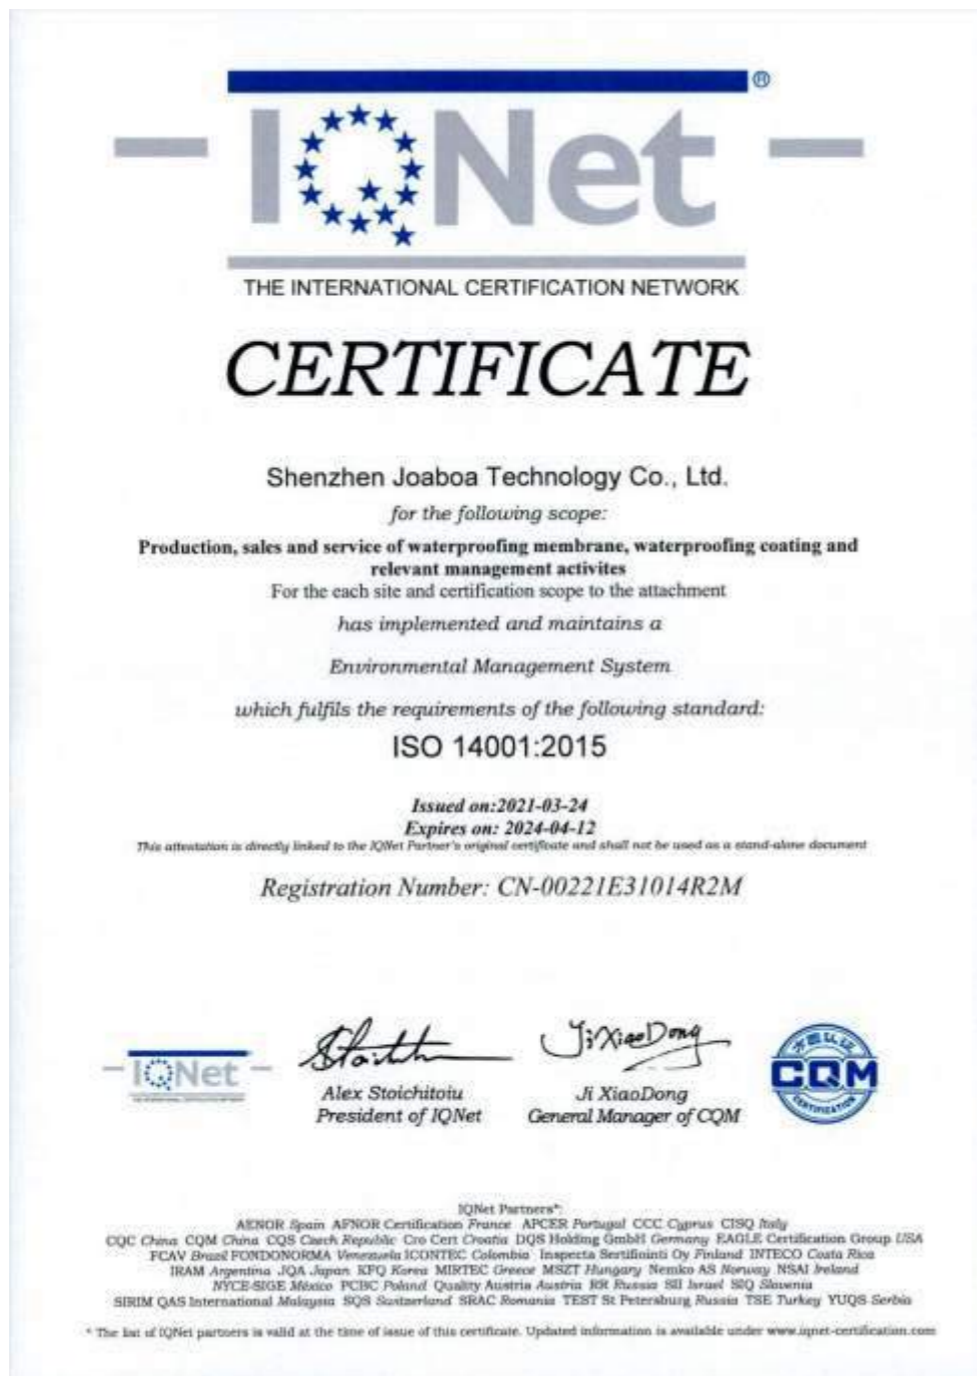 IQNet ®
THE INTERNATIONAL CERTIFICATION NETWORK
CERTIFICATE
Shenzhen Joaboa Technology Co., Ltd.
for the following scope:
Production, sales and service of waterproofing membrane, waterproofing coating and
relevant management activites
For the each site and certification scope to the attachment
has implemented and maintains a
Environmental Management System
which fulfils the requirements of the following standard:
ISO 14001:2015
Issued on:2021-03-24
Expires on: 2024-04-12
This attestation is directly linked to the IQNet Partner's original certificate and shall not be used as a stand-alone document
Registration Number: CN-00221E31014R2M
IQNet
THE INTERNATIONAL CERTIFICATION NETWORK
JiXiaoDong
Alex Stoichitoiu
President of IQNet
Ji XiaoDong
General Manager of CQM
方圆认证
CQM
CERTIFICATION
IQNet Partners*:
AENOR Spain AFNOR Certification France APCER Portugal CCC Cyprus CISQ Italy
CQC China CQM China CQS Czech Republic Cro Cert Croatia DQS Holding GmbH Germany EAGLE Certification Group USA
FCAV Brazil FONDONORMA Venezuela ICONTEC Colombia Inspecta Sertifiointi Oy Finland INTECO Costa Rica
IRAM Argentina JQA Japan KFQ Korea MIRTEC Greece MSZT Hungary Nemko AS Norway NSAI Ireland
NYCE-SIGE México PCBC Poland Quality Austria Austria RR Russia SII Israel SIQ Slovenia
SIRIM QAS International Malaysia SQS Switzerland SRAC Romania TEST St Petersburg Russia TSE Turkey YUQS Serbia
* The list of IQNet partners is valid at the time of issue of this certificate. Updated information is available under www.iqnet-certification.com